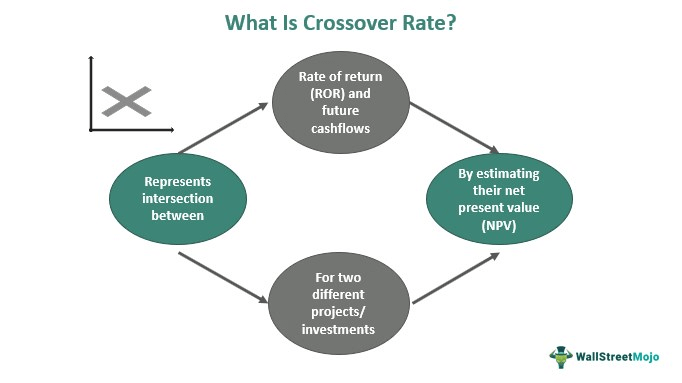 What Is Crossover Rate?
Rate of return
(ROR) and
future
cashflows
Represents
intersection
between
By estimating
their net
present value
(NPV)
For two
different
projects/
investments
WallStreetMojo